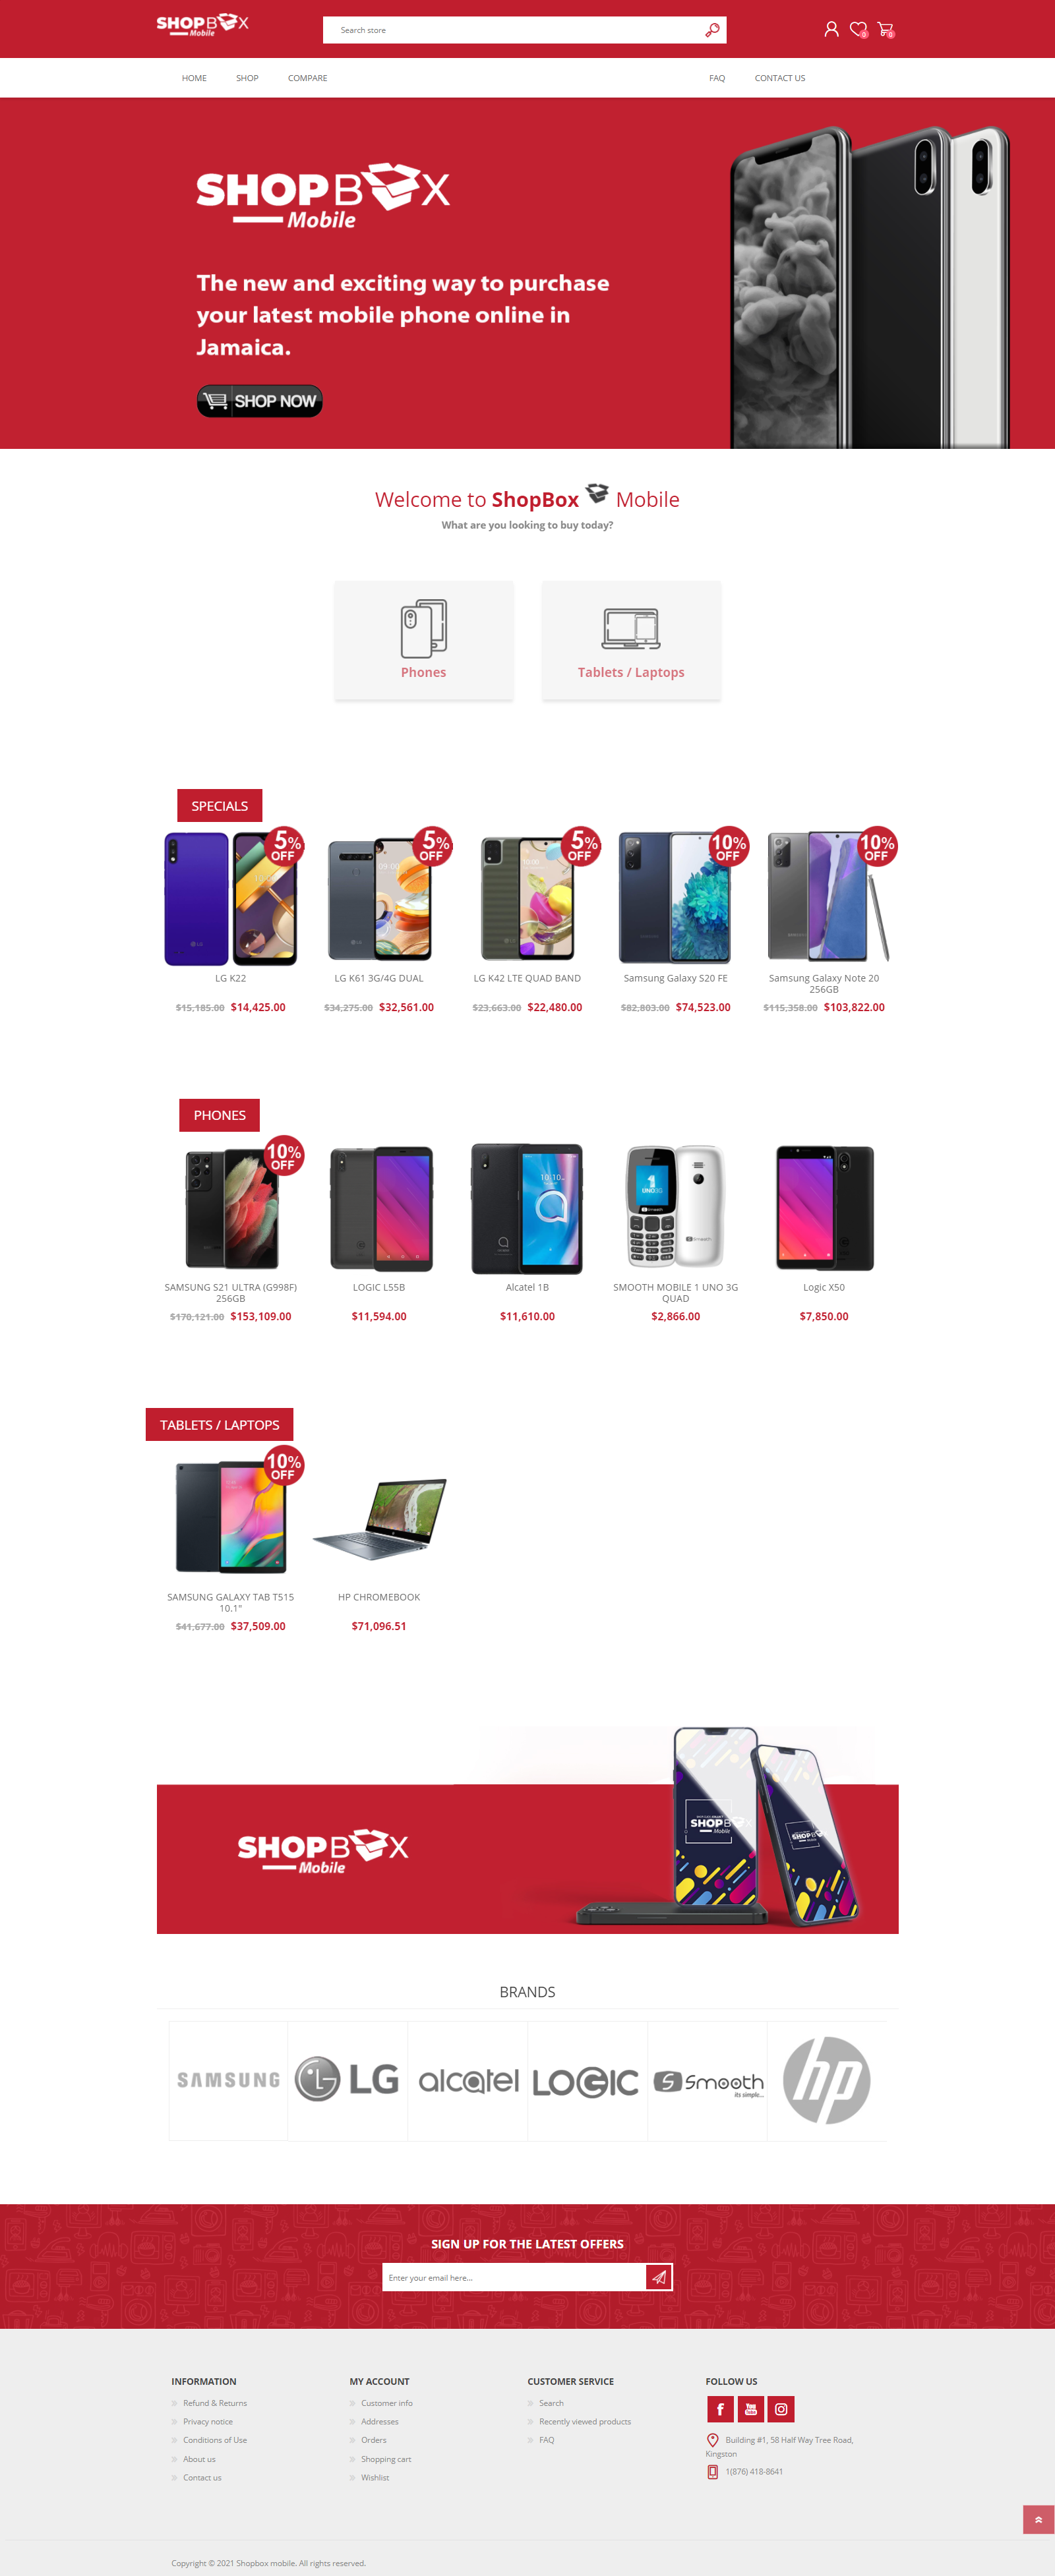 SHOPBOX
Mobile
Search store
0
0
HOME
SHOP
COMPARE
FAQ
CONTACT US
SHOPBOX
Mobile
The new and exciting way to purchase
your latest mobile phone online in
Jamaica.
SHOP NOW
Welcome to ShopBox Mobile
What are you looking to buy today?
Phones
Tablets / Laptops
SPECIALS
5% OFF
5% OFF
5% OFF
10% OFF
10% OFF
LG K22
$15,185.00 $14,425.00
LG K61 3G/4G DUAL
$34,275.00 $32,561.00
LG K42 LTE QUAD BAND
$23,663.00 $22,480.00
Samsung Galaxy S20 FE
$82,803.00 $74,523.00
Samsung Galaxy Note 20
256GB
$115,358.00 $103,822.00
PHONES
10% OFF
SAMSUNG S21 ULTRA (G998F)
256GB
$170,121.00 $153,109.00
LOGIC L55B
$11,594.00
Alcatel 1B
$11,610.00
SMOOTH MOBILE 1 UNO 3G
QUAD
$2,866.00
Logic X50
$7,850.00
TABLETS / LAPTOPS
10% OFF
SAMSUNG GALAXY TAB T515
10.1"
$41,677.00 $37,509.00
HP CHROMEBOOK
$71,096.51
SHOPBOX
Mobile
SHOPBOX
Mobile
SHOPBOX
BRANDS
SAMSUNG
LG
alcatel
LOGIC
S Smooth
its simple...
hp
SIGN UP FOR THE LATEST OFFERS
Enter your email here...
INFORMATION
Refund & Returns
Privacy notice
Conditions of Use
About us
Contact us
MY ACCOUNT
Customer info
Addresses
Orders
Shopping cart
Wishlist
CUSTOMER SERVICE
Search
Recently viewed products
FAQ
FOLLOW US
f
You Tube
Building #1, 58 Half Way Tree Road,
Kingston
1(876) 418-8641
Copyright © 2021 Shopbox mobile. All rights reserved.